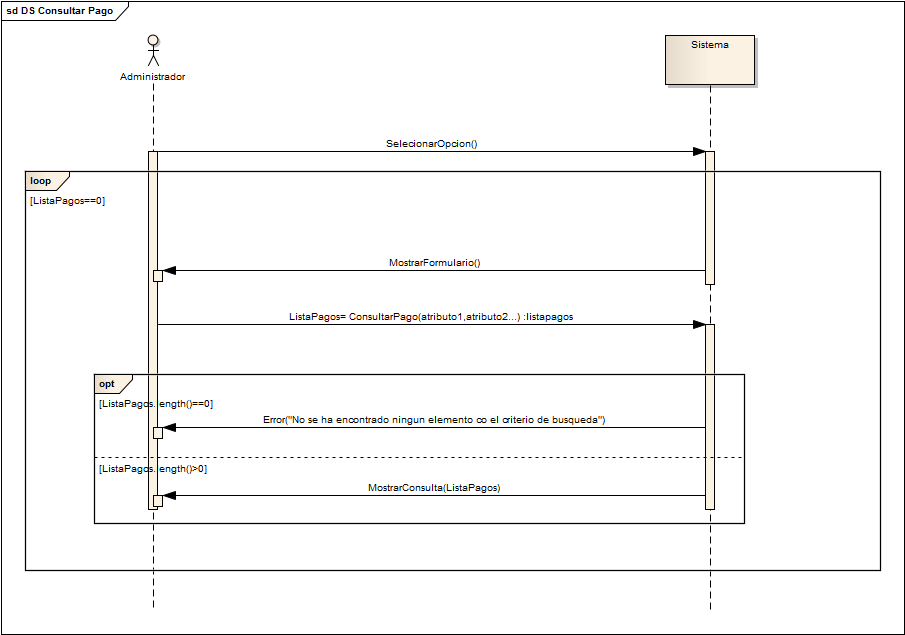 sd DS Consultar Pago
Administrador
Sistema
SelecionarOpcion()
loop
[ListaPagos==0]
MostrarFormulario()
ListaPagos= ConsultarPago(atributo1,atributo2...) :listapagos
opt
[ListaPagos.length()==0]
Error("No se ha encontrado ningun elemento co el criterio de busqueda")
[ListaPagos.length()>0]
MostrarConsulta(ListaPagos)